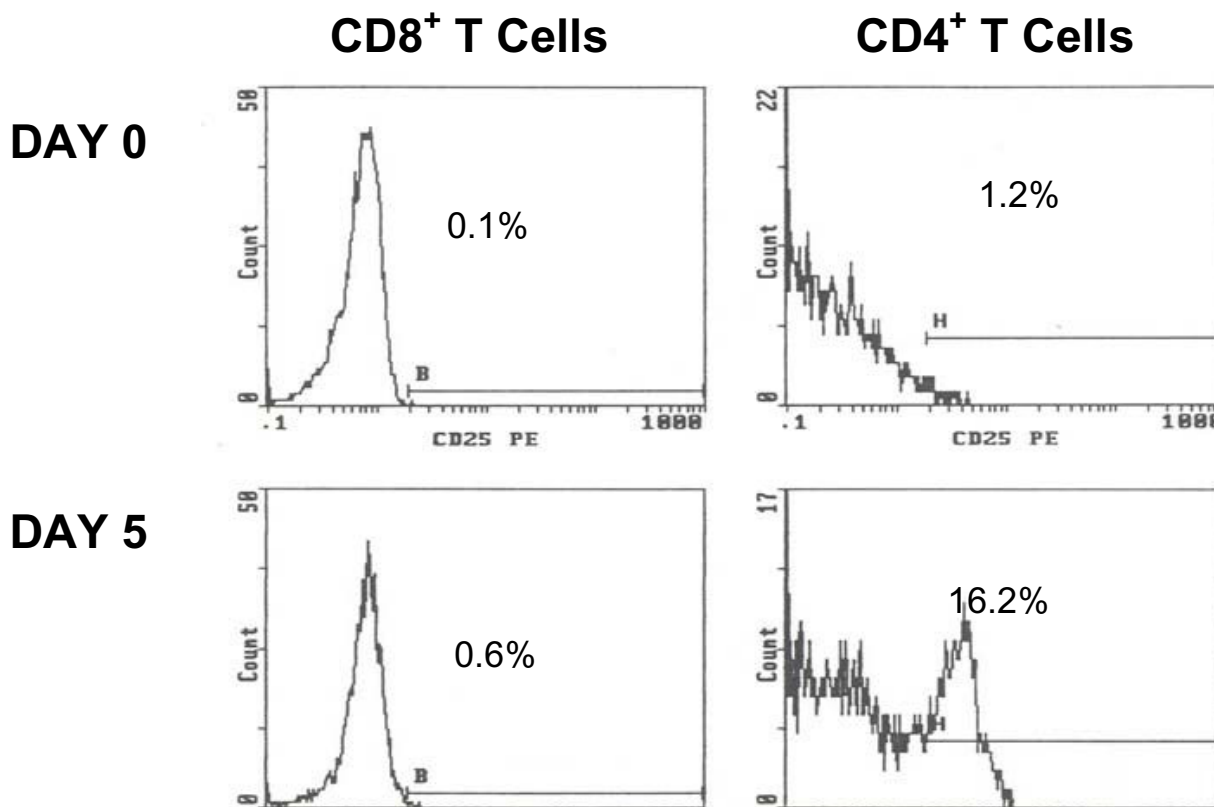 CD8+ T Cells
CD4+ T Cells
DAY 0
50
Count
0
0.1%
B
.1
1000
CD25 PE
22
Count
0
1.2%
H
.1
1000
CD25 PE
DAY 5
50
Count
0
0.6%
B
17
Count
0
16.2%
H